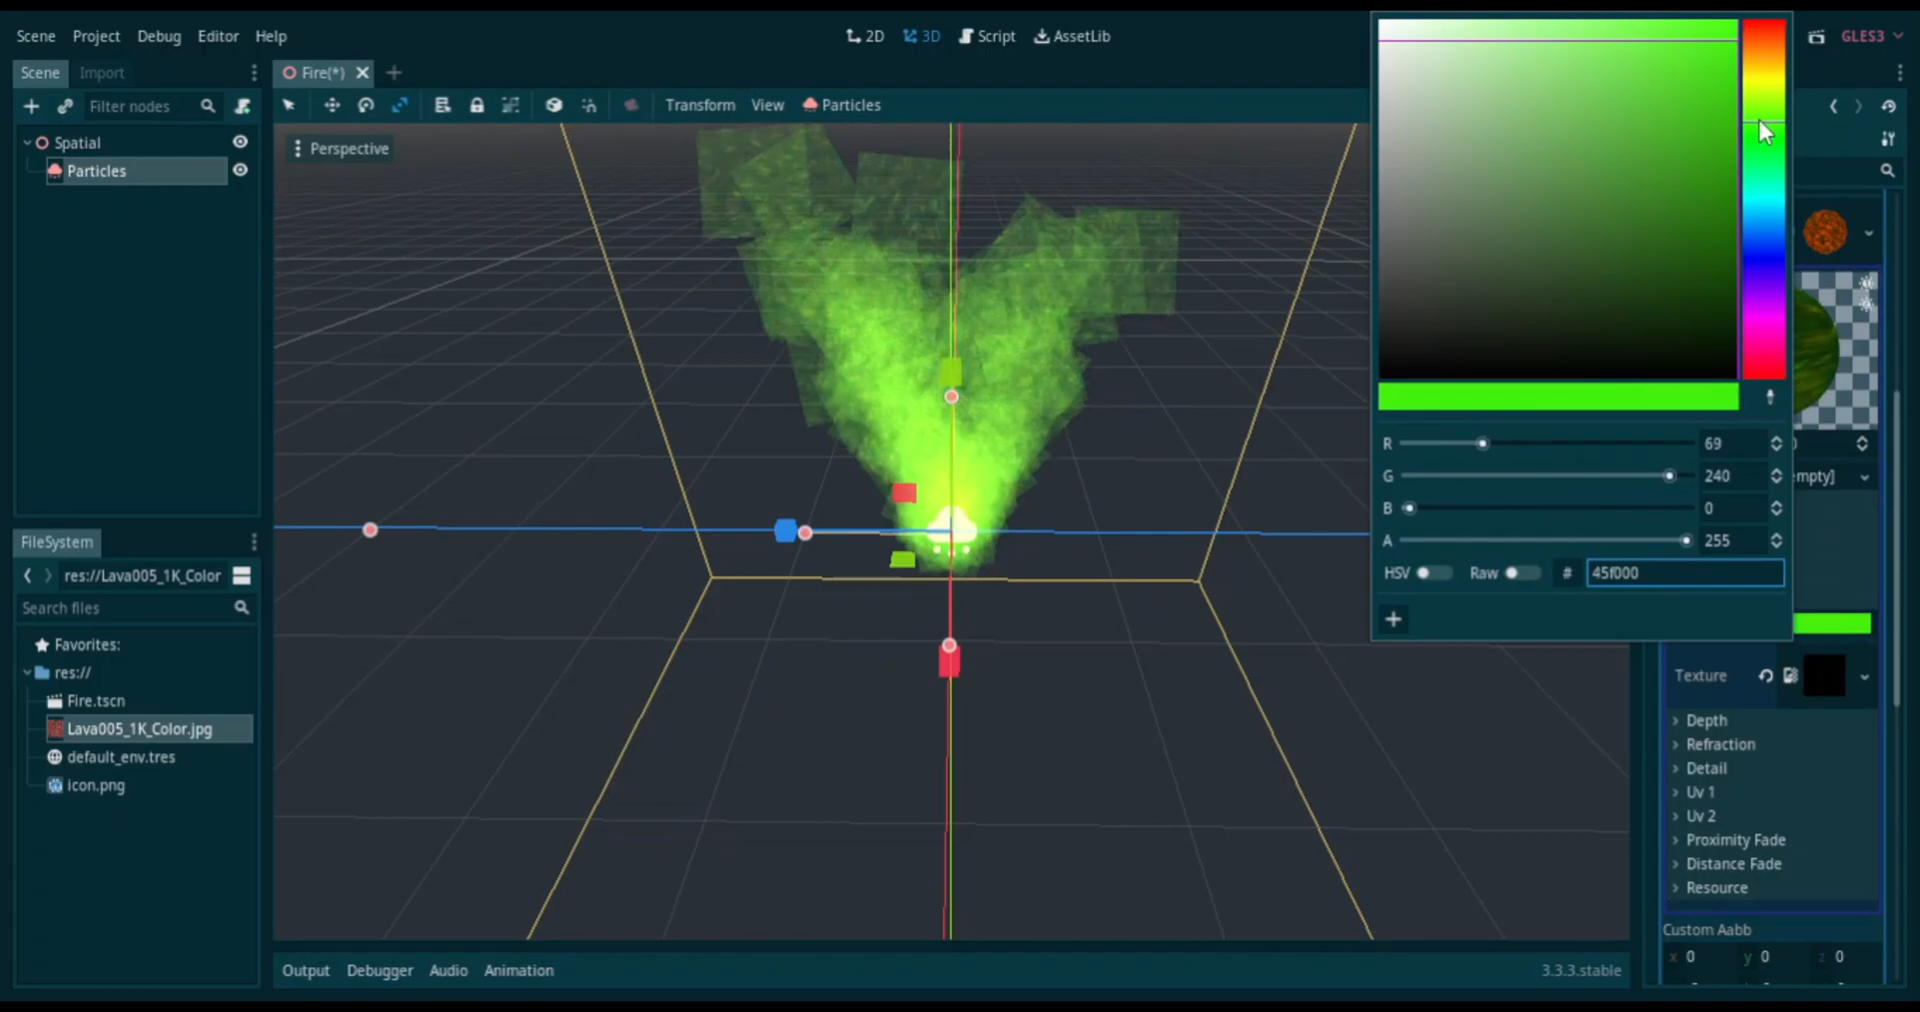 Scene Project Debug Editor Help
2D 3D Script AssetLib
GLES3
Scene Import
Fire(*)
Filter nodes
Transform View Particles
Spatial
Particles
Perspective
R 69
G 240
B 0
A 255
HSV Raw # 45f000
mpty]
FileSystem
res://Lava005_1K_Color
Search files
Favorites:
res://
Fire.tscn
Lava005_1K_Color.jpg
default_env.tres
icon.png
Texture
Depth
Refraction
Detail
Uv 1
Uv 2
Proximity Fade
Distance Fade
Resource
Custom Aabb
x 0 y 0 z 0
Output Debugger Audio Animation
3.3.3.stable